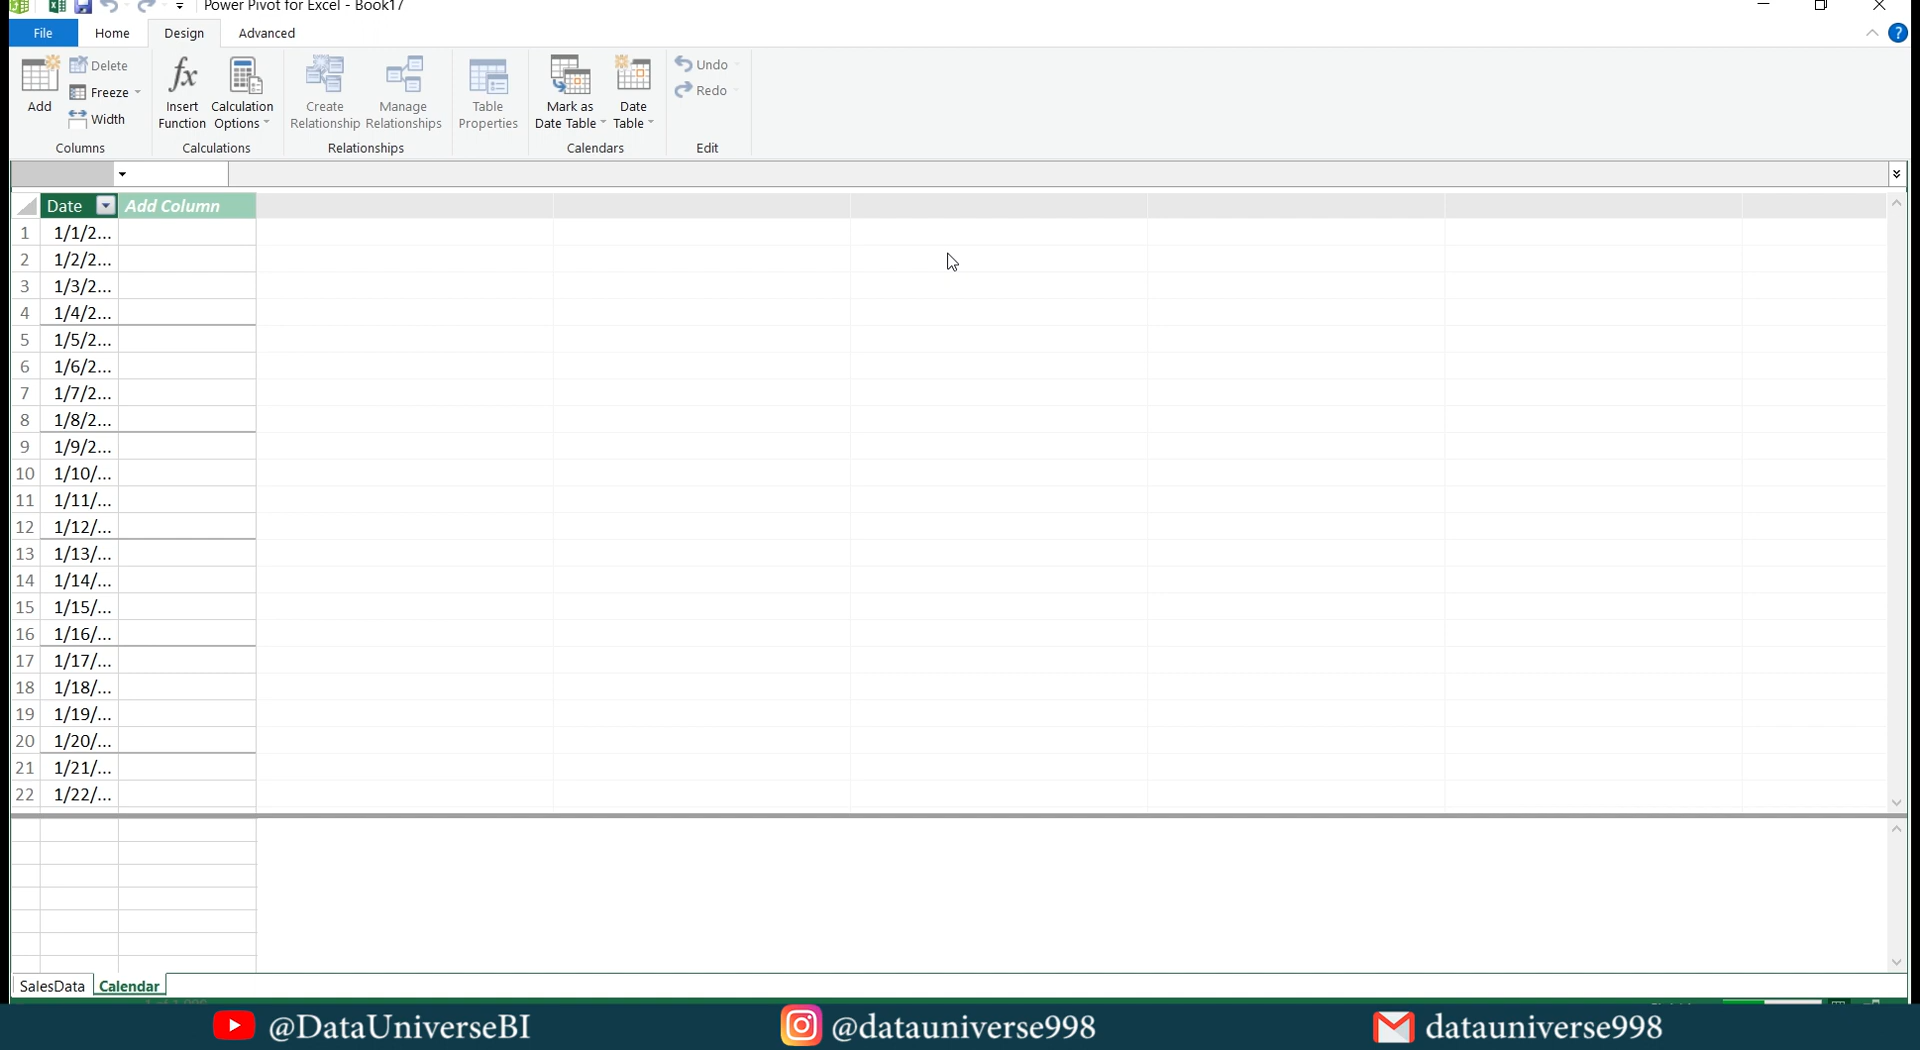 Power Pivot for Excel - Book17
File Home Design Advanced
Add
Delete
Freeze
Width
Columns
Insert Function
Calculation Options
Calculations
Create Relationship
Manage Relationships
Relationships
Table Properties
Mark as Date Table
Date Table
Calendars
Undo
Redo
Edit
Date Add Column
1 1/1/2...
2 1/2/2...
3 1/3/2...
4 1/4/2...
5 1/5/2...
6 1/6/2...
7 1/7/2...
8 1/8/2...
9 1/9/2...
10 1/10/...
11 1/11/...
12 1/12/...
13 1/13/...
14 1/14/...
15 1/15/...
16 1/16/...
17 1/17/...
18 1/18/...
19 1/19/...
20 1/20/...
21 1/21/...
22 1/22/...
SalesData Calendar
@DataUniverseBI @datauniverse998 datauniverse998